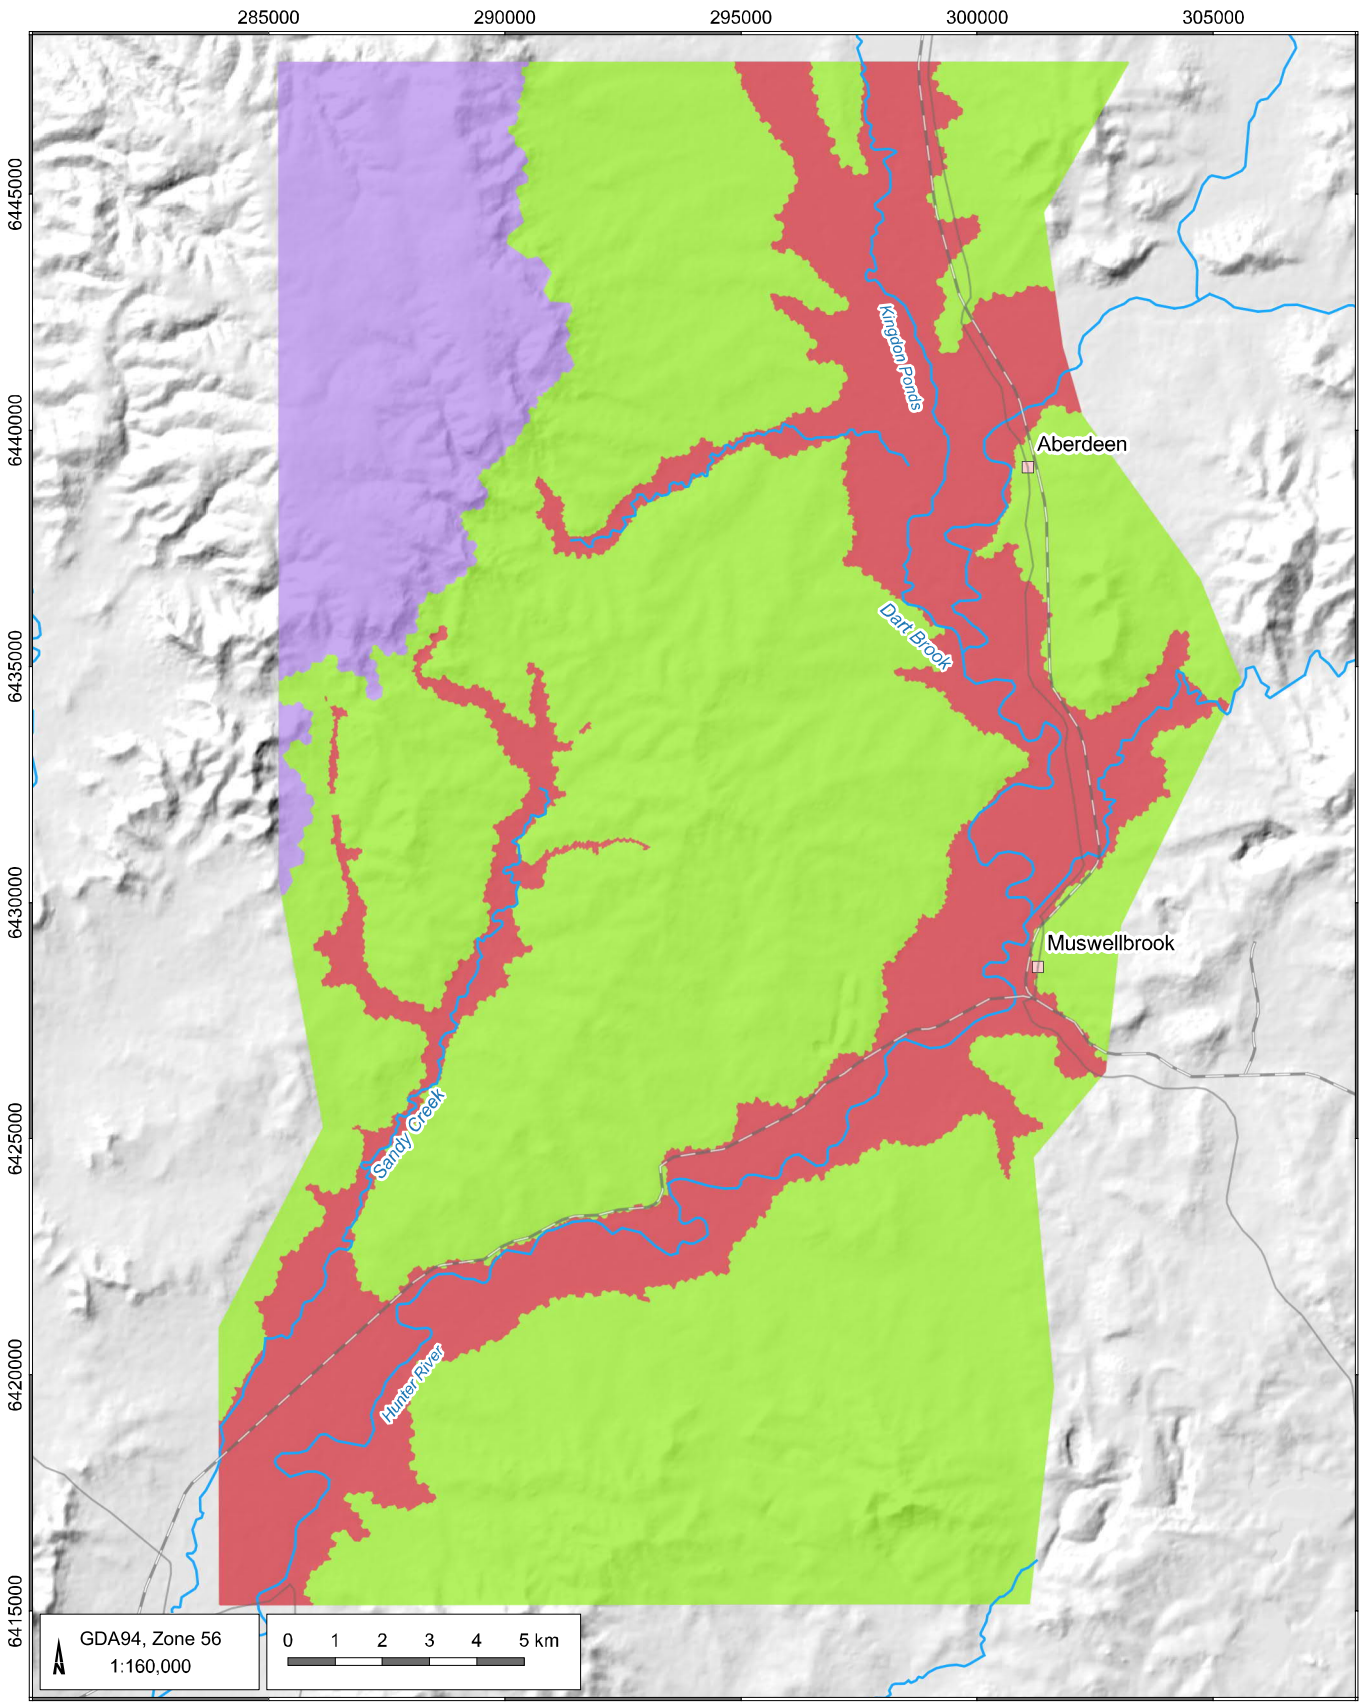 285000 290000 295000 300000 305000
6445000
6440000
6435000
6430000
6425000
6420000
6415000
Kingdon Ponds
Aberdeen
Dart Brook
Muswellbrook
Sandy Creek
Hunter River
N
GDA94, Zone 56
1:160,000
0 1 2 3 4 5 km